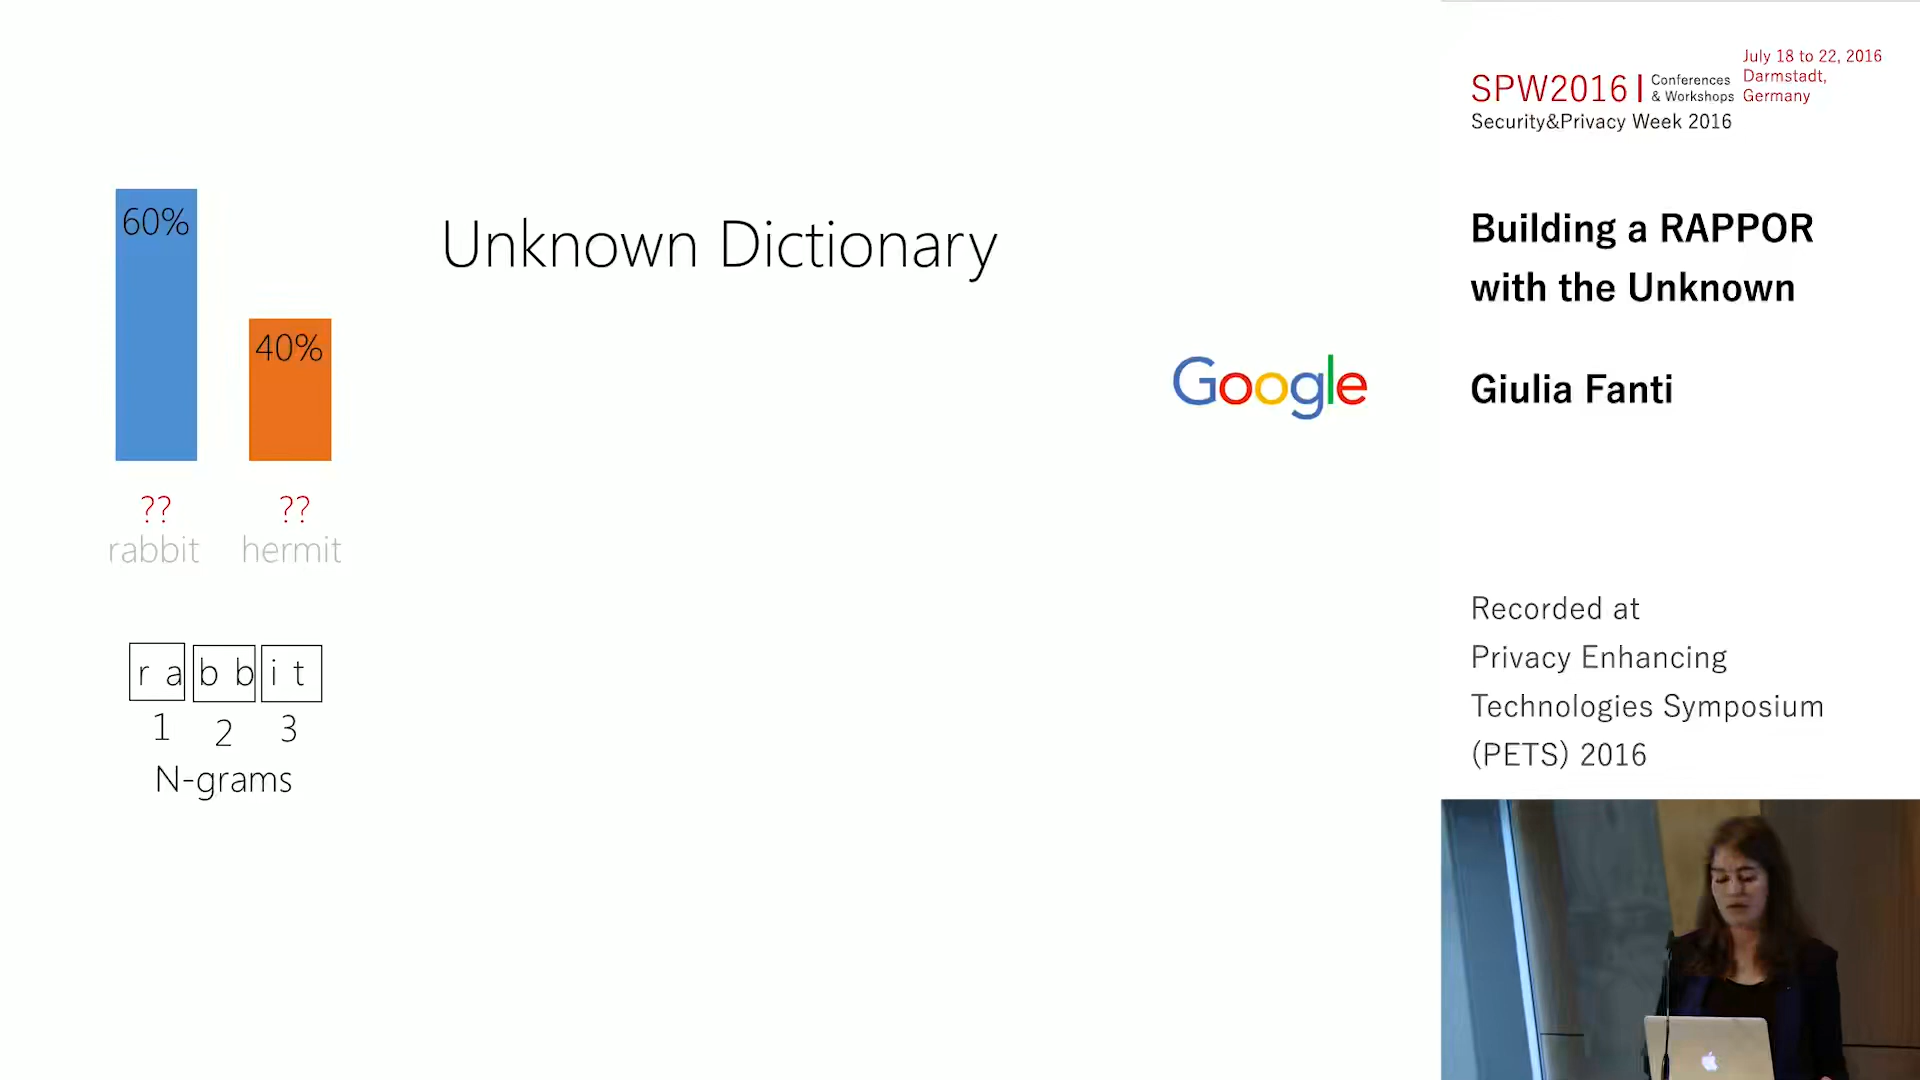 60%
40%
??
??
rabbit
hermit
r a b b i t
1 2 3
N-grams
Unknown Dictionary
Google
SPW2016 | Conferences & Workshops
July 18 to 22, 2016
Darmstadt,
Germany
Security&Privacy Week 2016
Building a RAPPOR
with the Unknown
Giulia Fanti
Recorded at
Privacy Enhancing
Technologies Symposium
(PETS) 2016